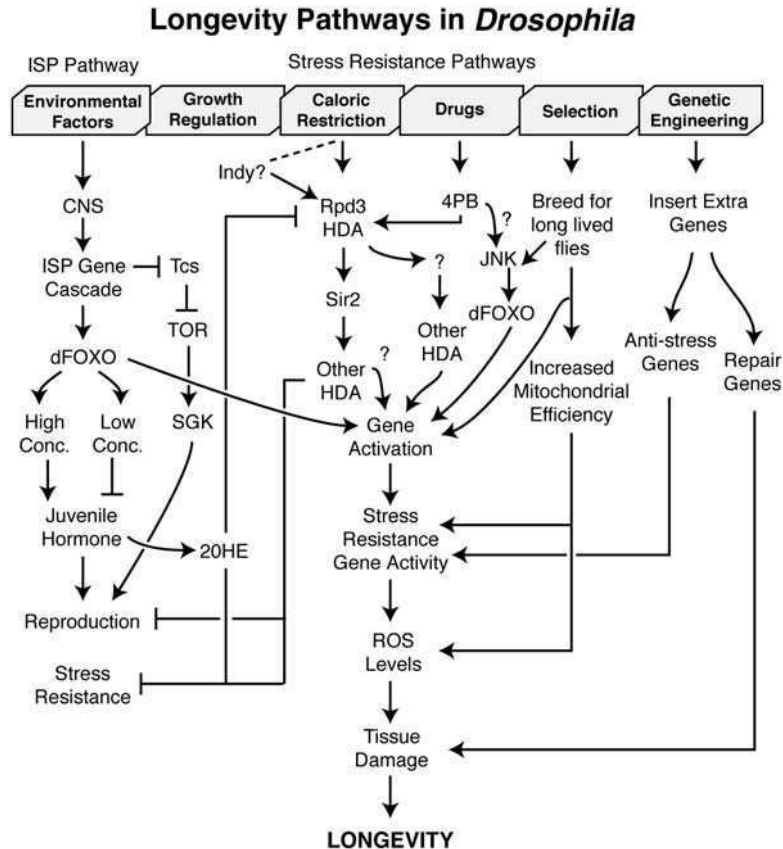 Longevity Pathways in Drosophila
ISP Pathway
Stress Resistance Pathways
Environmental
Factors
Growth
Regulation
Caloric
Restriction
Drugs
Selection
Genetic
Engineering
Indy?
CNS
Rpd3
HDA
4PB
?
Breed for
long lived
flies
Insert Extra
Genes
ISP Gene
Cascade
Tcs
?
JNK
Sir2
dFOXO
TOR
Other
HDA
Anti-stress
Genes
Repair
Genes
dFOXO
Other
HDA
?
Increased
Mitochondrial
Efficiency
High
Conc.
Low
Conc.
SGK
Gene
Activation
Juvenile
Hormone
20HE
Stress
Resistance
Gene Activity
Reproduction
ROS
Levels
Stress
Resistance
Tissue
Damage
LONGEVITY